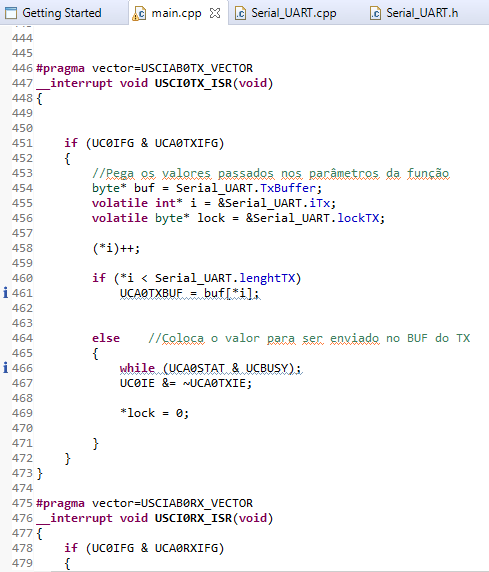 Getting Started main.cpp Serial_UART.cpp Serial_UART.h
444
445
446 #pragma vector=USCIAB0TX_VECTOR
447 __interrupt void USCI0TX_ISR(void)
448 {
449
450
451 if (UC0IFG & UCA0TXIFG)
452 {
453 //Pega os valores passados nos parâmetros da função
454 byte* buf = Serial_UART.TxBuffer;
455 volatile int* i = &Serial_UART.iTx;
456 volatile byte* lock = &Serial_UART.lockTX;
457
458 (*i)++;
459
460 if (*i < Serial_UART.lenghtTX)
461 UCA0TXBUF = buf[*i];
462
463
464 else //Coloca o valor para ser enviado no BUF do TX
465 {
466 while (UCA0STAT & UCBUSY);
467 UC0IE &= ~UCA0TXIE;
468
469 *lock = 0;
470
471 }
472 }
473 }
474
475 #pragma vector=USCIAB0RX_VECTOR
476 __interrupt void USCI0RX_ISR(void)
477 {
478 if (UC0IFG & UCA0RXIFG)
479 {